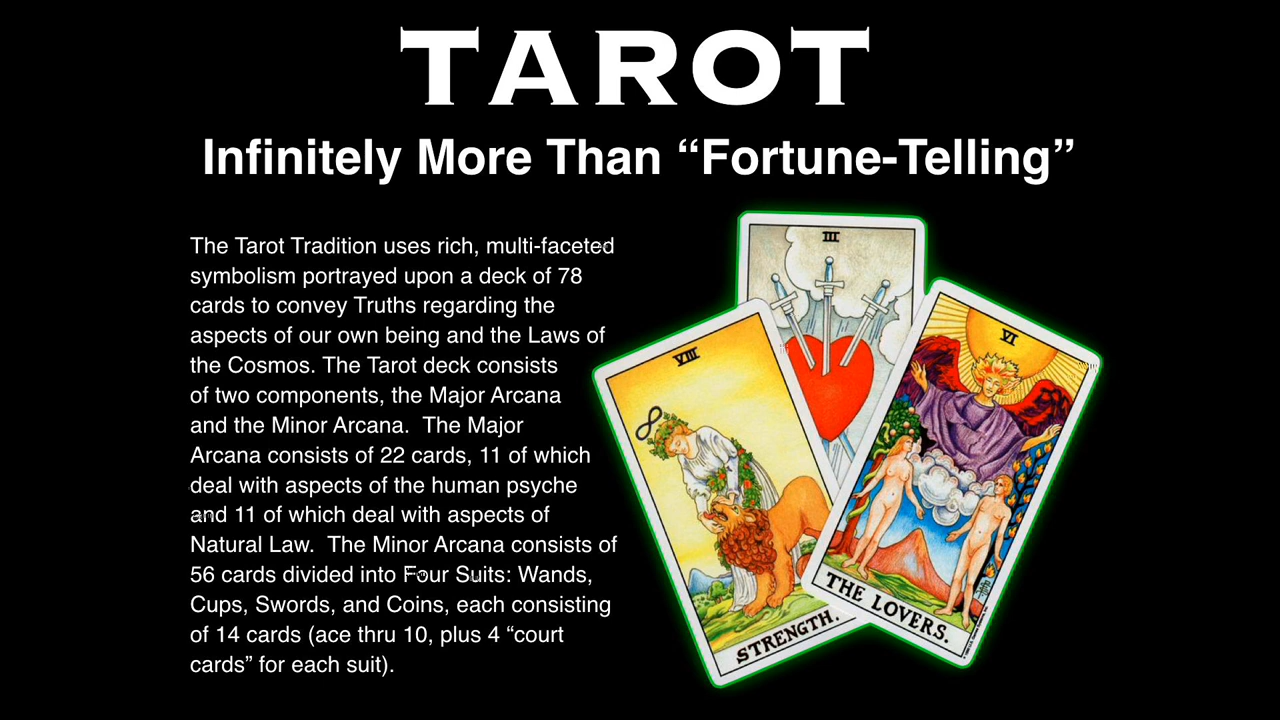 TAROT
Infinitely More Than “Fortune-Telling”
The Tarot Tradition uses rich, multi-faceted
symbolism portrayed upon a deck of 78
cards to convey Truths regarding the
aspects of our own being and the Laws of
the Cosmos. The Tarot deck consists
of two components, the Major Arcana
and the Minor Arcana.  The Major
Arcana consists of 22 cards, 11 of which
deal with aspects of the human psyche
and 11 of which deal with aspects of
Natural Law.  The Minor Arcana consists of
56 cards divided into Four Suits: Wands,
Cups, Swords, and Coins, each consisting
of 14 cards (ace thru 10, plus 4 “court
cards” for each suit).
III
VIII
VI
STRENGTH.
THE LOVERS.